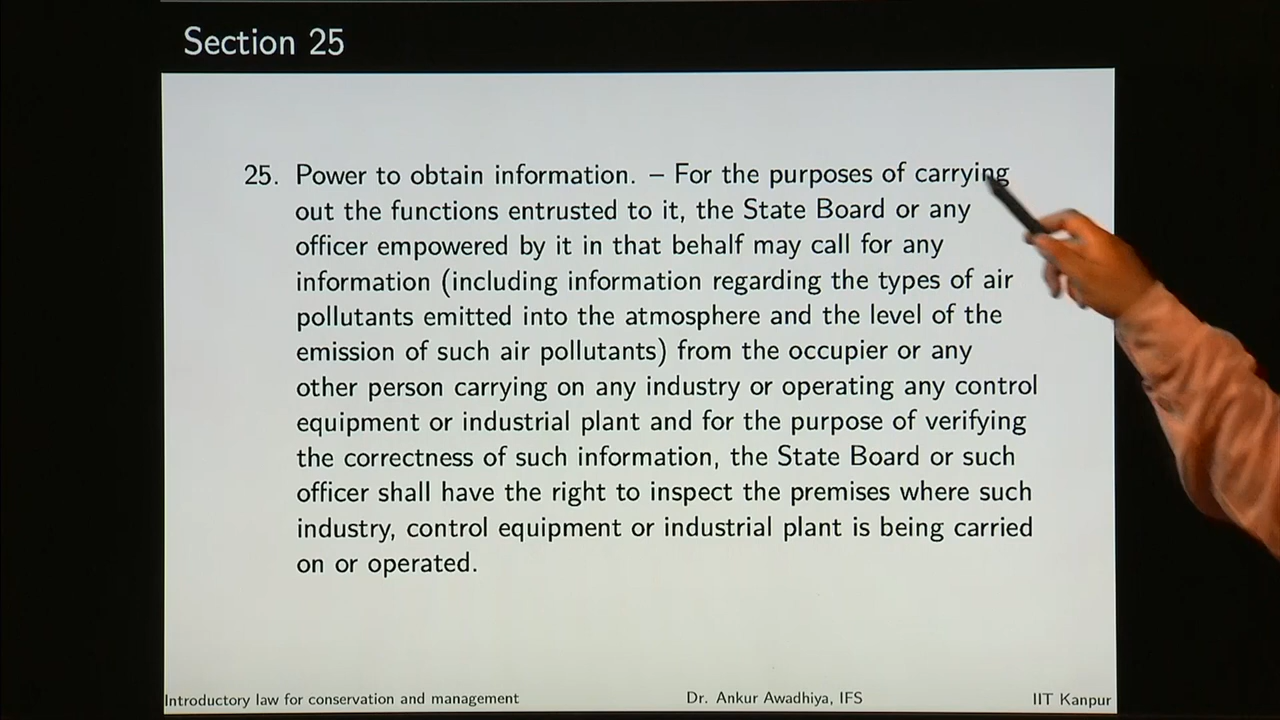 Section 25
25. Power to obtain information. – For the purposes of carrying
out the functions entrusted to it, the State Board or any
officer empowered by it in that behalf may call for any
information (including information regarding the types of air
pollutants emitted into the atmosphere and the level of the
emission of such air pollutants) from the occupier or any
other person carrying on any industry or operating any control
equipment or industrial plant and for the purpose of verifying
the correctness of such information, the State Board or such
officer shall have the right to inspect the premises where such
industry, control equipment or industrial plant is being carried
on or operated.
Introductory law for conservation and management Dr. Ankur Awadhiya, IFS IIT Kanpur